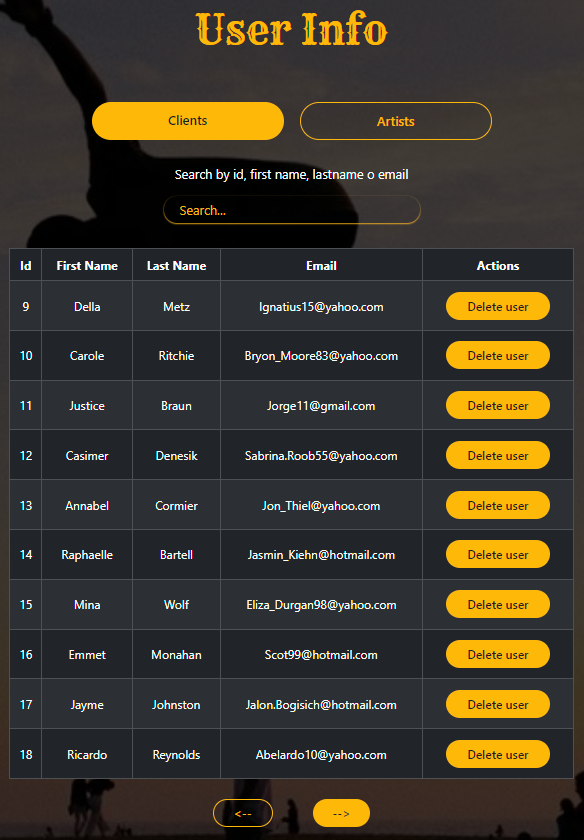 User Info
Clients Artists
Search by id, first name, lastname o email
Search...
Id First Name Last Name Email Actions
9 Della Metz Ignatius15@yahoo.com Delete user
10 Carole Ritchie Bryon_Moore83@yahoo.com Delete user
11 Justice Braun Jorge11@gmail.com Delete user
12 Casimer Denesik Sabrina.Roob55@yahoo.com Delete user
13 Annabel Cormier Jon_Thiel@yahoo.com Delete user
14 Raphaelle Bartell Jasmin_Kiehn@hotmail.com Delete user
15 Mina Wolf Eliza_Durgan98@yahoo.com Delete user
16 Emmet Monahan Scot99@hotmail.com Delete user
17 Jayme Johnston Jalon.Bogisich@hotmail.com Delete user
18 Ricardo Reynolds Abelardo10@yahoo.com Delete user
<-- -->